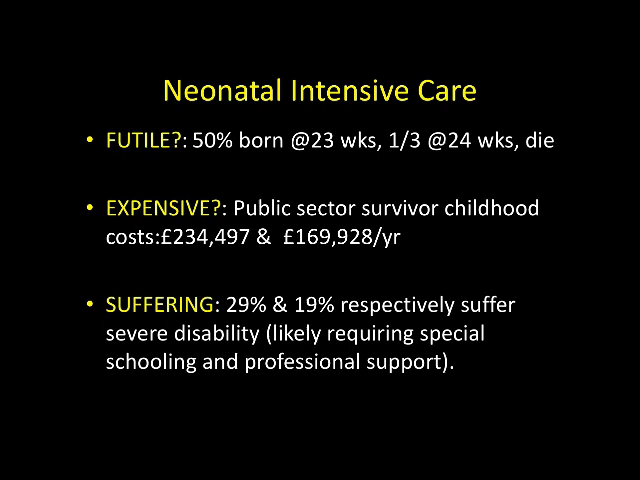 Neonatal Intensive Care
• FUTILE?: 50% born @23 wks, 1/3 @24 wks, die
• EXPENSIVE?: Public sector survivor childhood
costs:£234,497 & £169,928/yr
• SUFFERING: 29% & 19% respectively suffer
severe disability (likely requiring special
schooling and professional support).